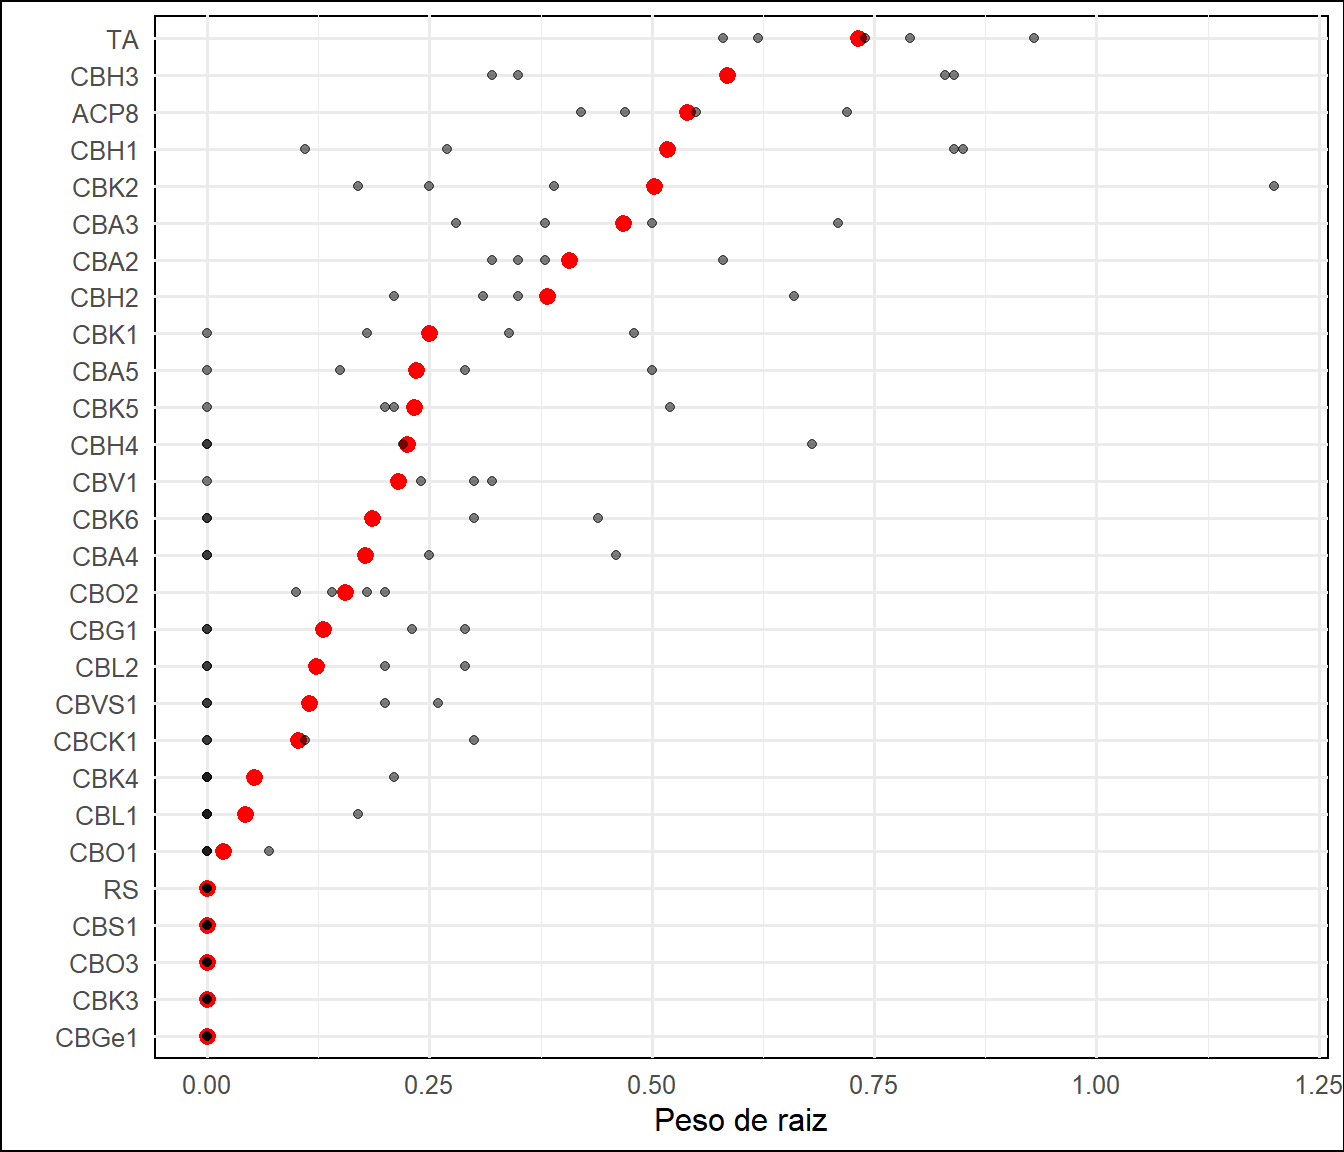 TA
CBH3
ACP8
CBH1
CBK2
CBA3
CBA2
CBH2
CBK1
CBA5
CBK5
CBH4
CBV1
CBK6
CBA4
CBO2
CBG1
CBL2
CBVS1
CBCK1
CBK4
CBL1
CBO1
RS
CBS1
CBO3
CBK3
CBGe1
0.00 0.25 0.50 0.75 1.00 1.25
Peso de raiz